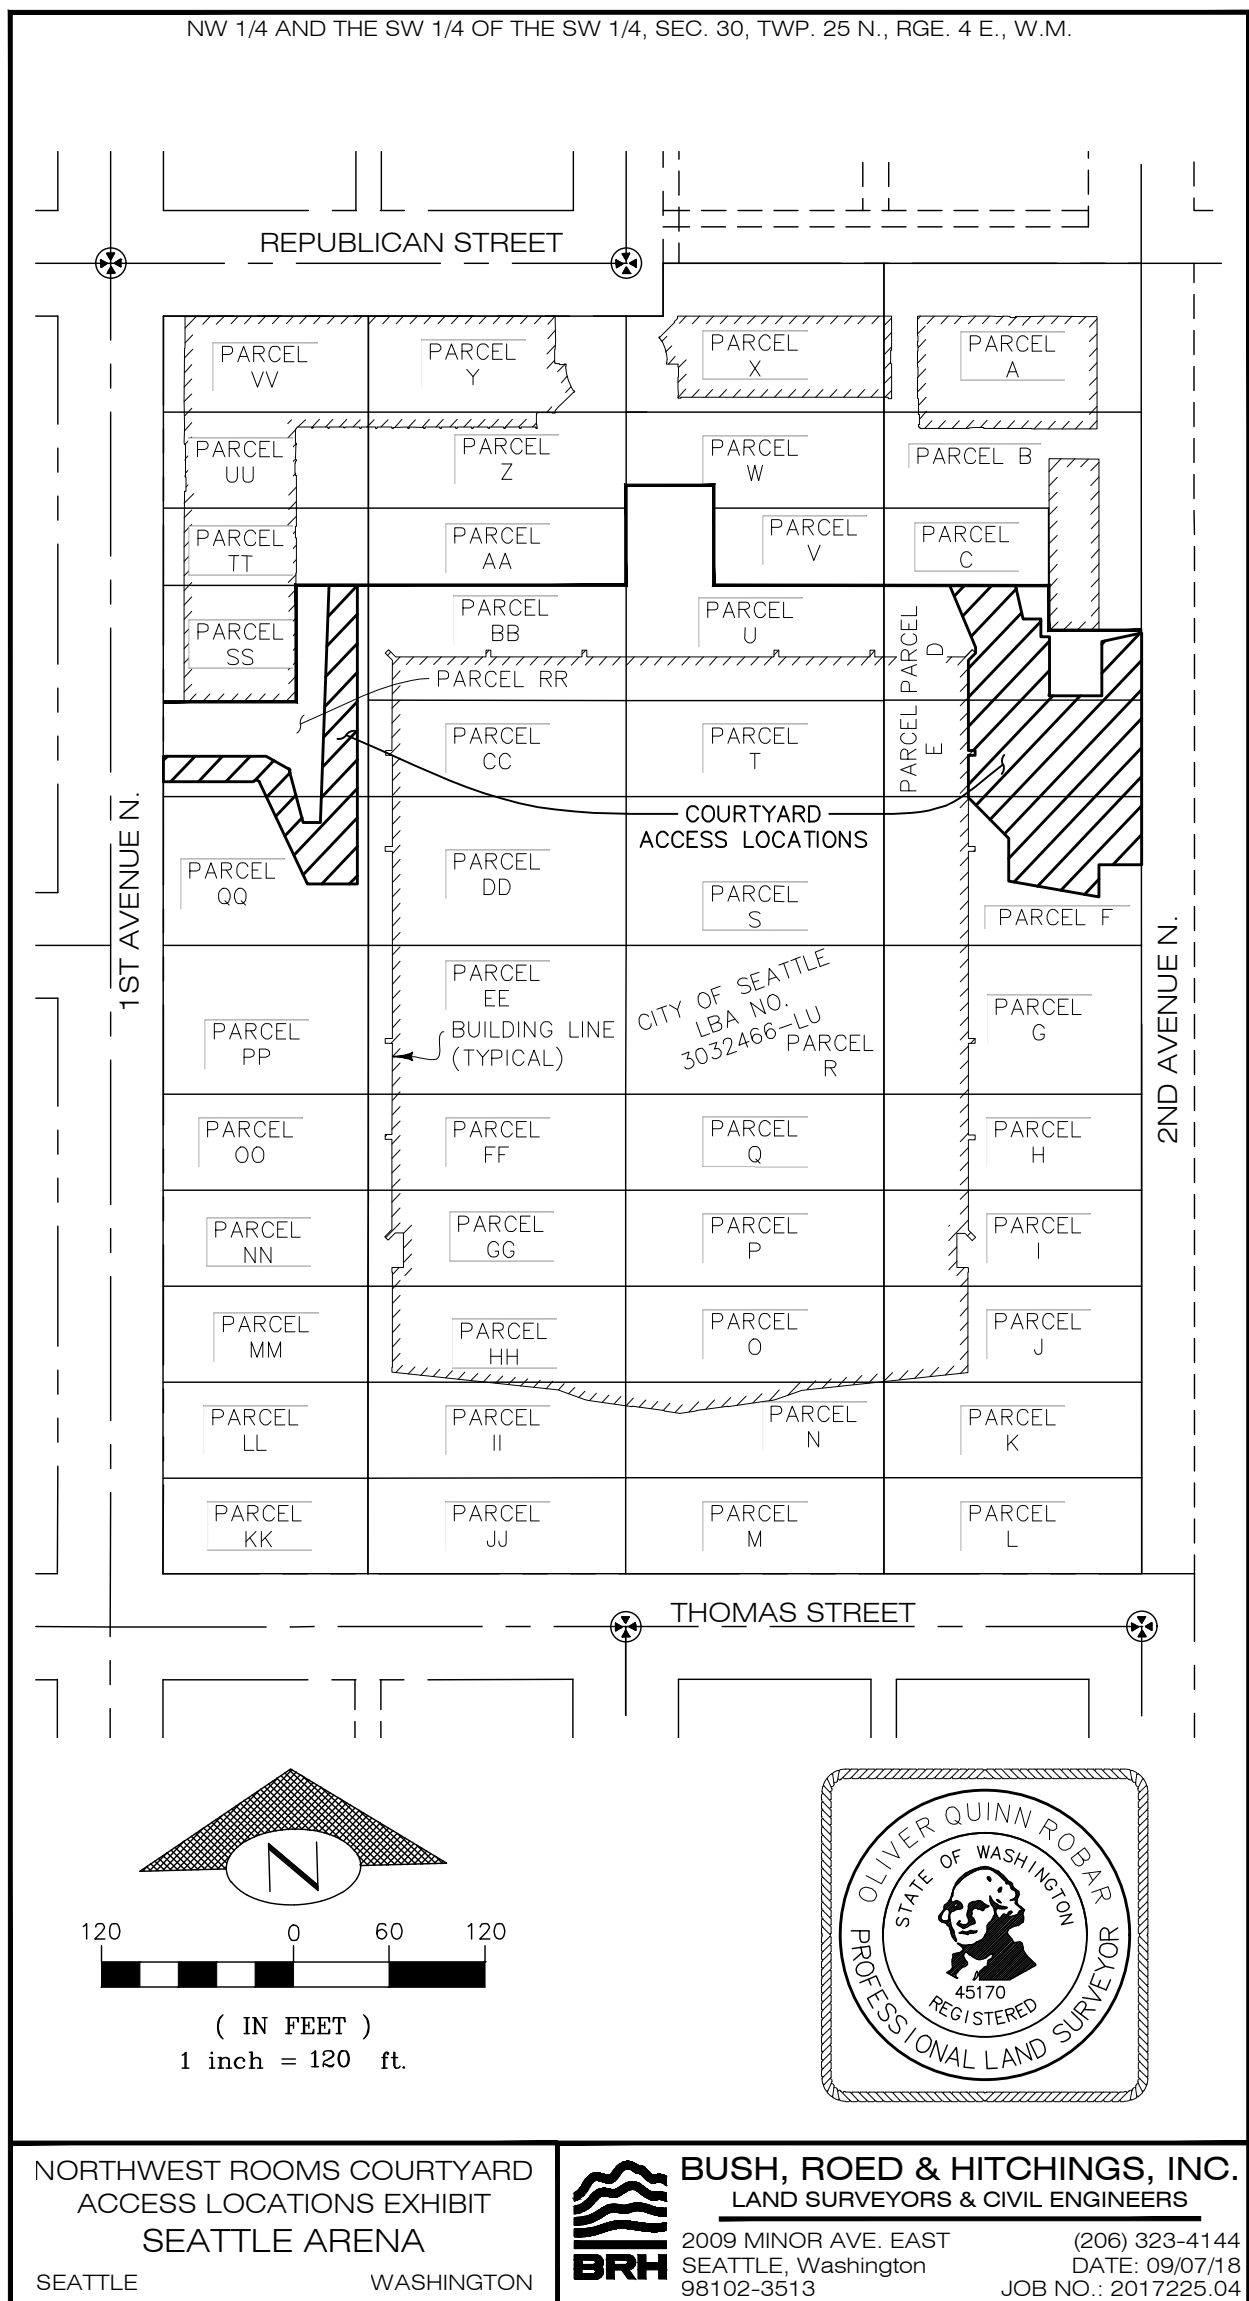 NW 1/4 AND THE SW 1/4 OF THE SW 1/4, SEC. 30, TWP. 25 N., RGE. 4 E., W.M.
REPUBLICAN STREET
PARCEL
VV
PARCEL
Y
PARCEL
X
PARCEL
A
PARCEL
UU
PARCEL
Z
PARCEL
W
PARCEL B
PARCEL
TT
PARCEL
AA
PARCEL
V
PARCEL
C
PARCEL
SS
PARCEL
BB
PARCEL
U
PARCEL
D
PARCEL RR
PARCEL
CC
PARCEL
T
PARCEL
E
COURTYARD
ACCESS LOCATIONS
1ST AVENUE N.
PARCEL
QQ
PARCEL
DD
PARCEL
S
PARCEL F
2ND AVENUE N.
PARCEL
PP
PARCEL
EE
BUILDING LINE
(TYPICAL)
CITY OF SEATTLE
LBA NO.
3032466-LU
PARCEL
R
PARCEL
G
PARCEL
OO
PARCEL
FF
PARCEL
Q
PARCEL
H
PARCEL
NN
PARCEL
GG
PARCEL
P
PARCEL
I
PARCEL
MM
PARCEL
HH
PARCEL
O
PARCEL
J
PARCEL
LL
PARCEL
II
PARCEL
N
PARCEL
K
PARCEL
KK
PARCEL
JJ
PARCEL
M
PARCEL
L
THOMAS STREET
N
120 0 60 120
( IN FEET )
1 inch = 120 ft.
OLIVER QUINN ROBAR
STATE OF WASHINGTON
45170
REGISTERED
PROFESSIONAL LAND SURVEYOR
NORTHWEST ROOMS COURTYARD
ACCESS LOCATIONS EXHIBIT
SEATTLE ARENA
SEATTLE WASHINGTON
BRH
BUSH, ROED & HITCHINGS, INC.
LAND SURVEYORS & CIVIL ENGINEERS
2009 MINOR AVE. EAST (206) 323-4144
SEATTLE, Washington DATE: 09/07/18
98102-3513 JOB NO.: 2017225.04